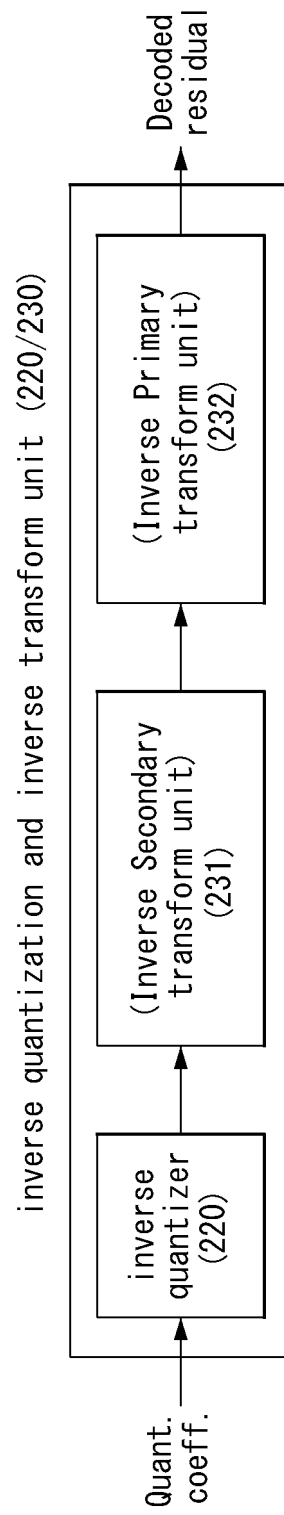 inverse quantization and inverse transform unit (220/230)
Quant.
coeff.
inverse
quantizer
(220)
(Inverse Secondary
transform unit)
(231)
(Inverse Primary
transform unit)
(232)
Decoded
residual